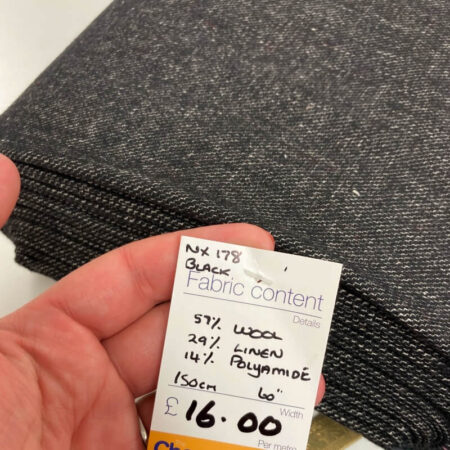 NX 178
BLACK
Fabric content
Details
57% WOOL
29% LINEN
14% POLYAMIDE
150cm 60"
Width
£ 16.00
Per metre